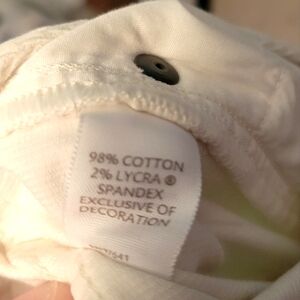 98% COTTON
2% LYCRA ®
SPANDEX
EXCLUSIVE OF
DECORATION